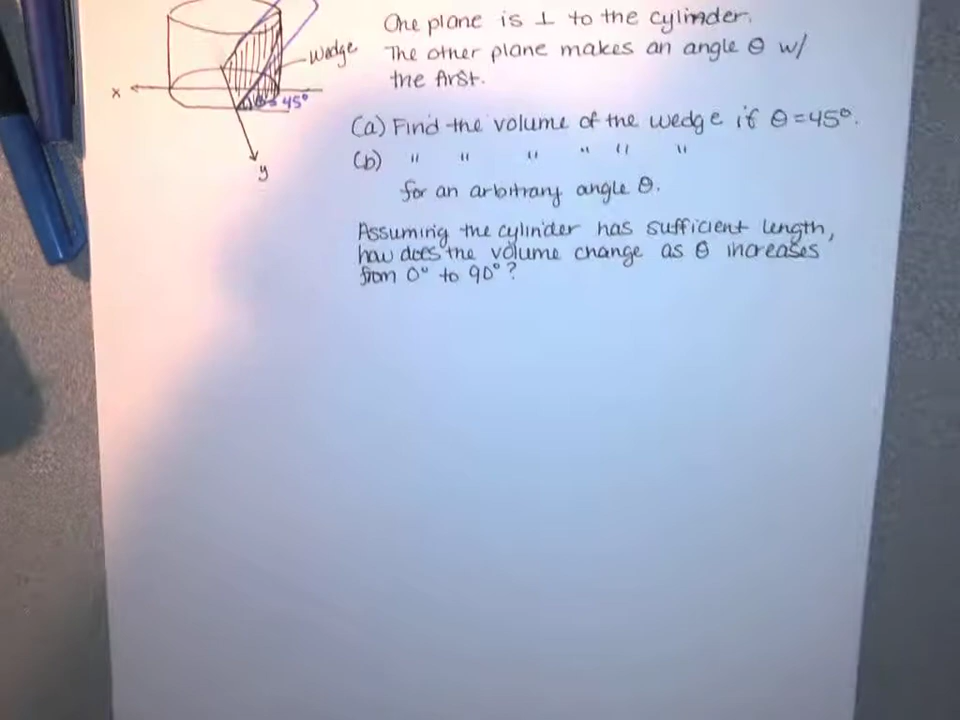 One plane is ⊥ to the cylinder.
Wedge
The other plane makes an angle θ w/
the first.
x
θ = 45°
(a) Find the volume of the wedge if θ=45°.
(b) " " " " " "
y
for an arbitrary angle θ.
Assuming the cylinder has sufficient length,
how does the volume change as θ increases
from 0° to 90°?